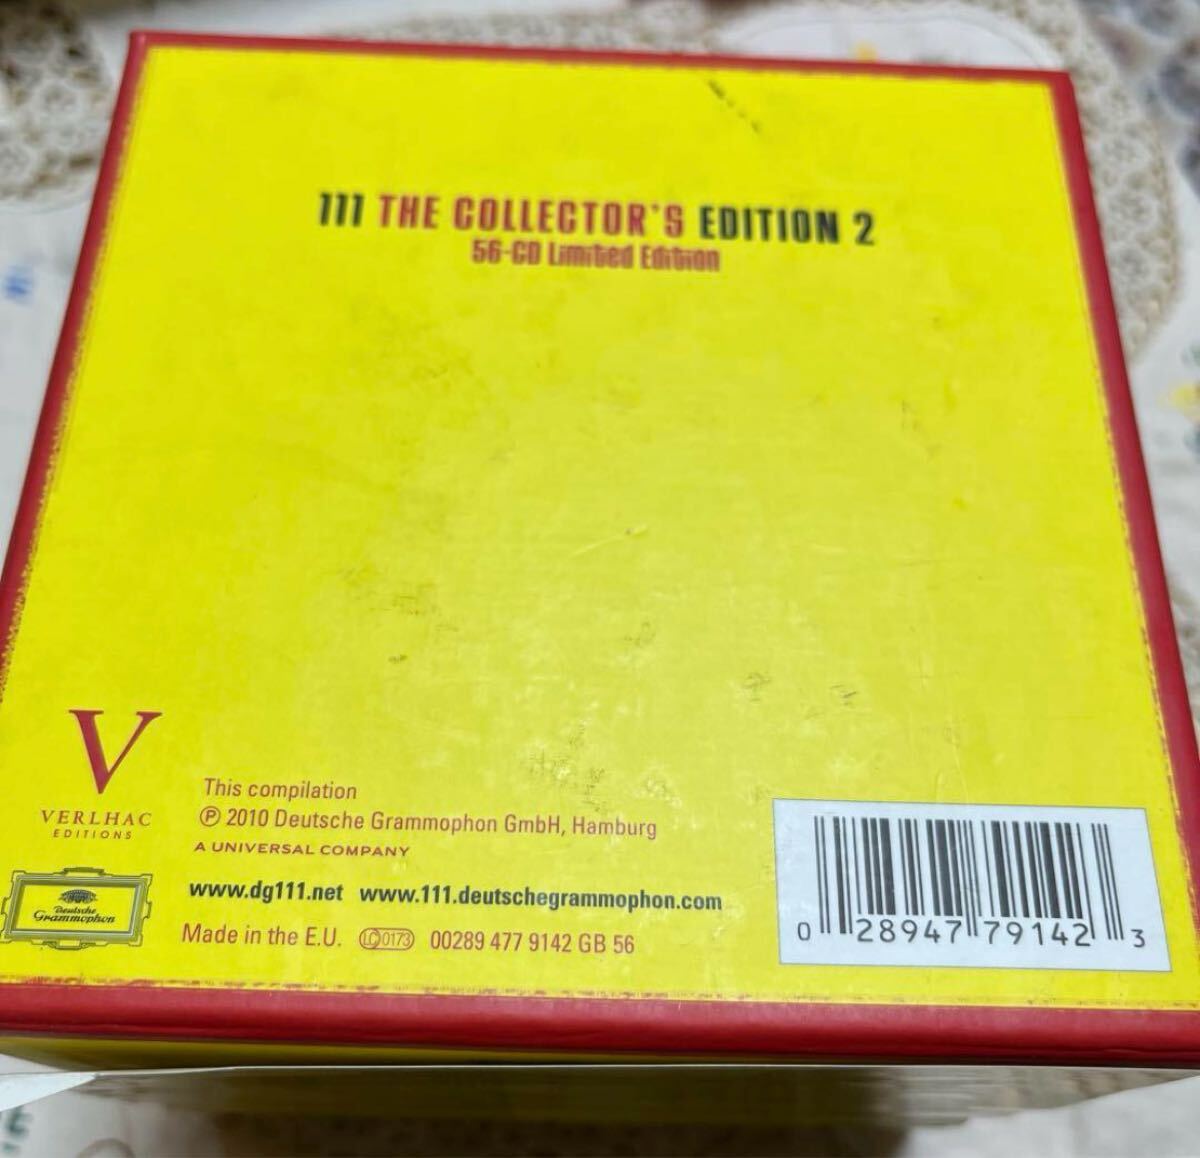 111 THE COLLECTOR'S EDITION 2
56-CD Limited Edition
V
VERLHAC
EDITIONS
This compilation
℗ 2010 Deutsche Grammophon GmbH, Hamburg
A UNIVERSAL COMPANY
www.dg111.net www.111.deutschegrammophon.com
Deutsche
Grammophon
Made in the E.U. LC 0173 00289 477 9142 GB 56
0 28947 79142 3